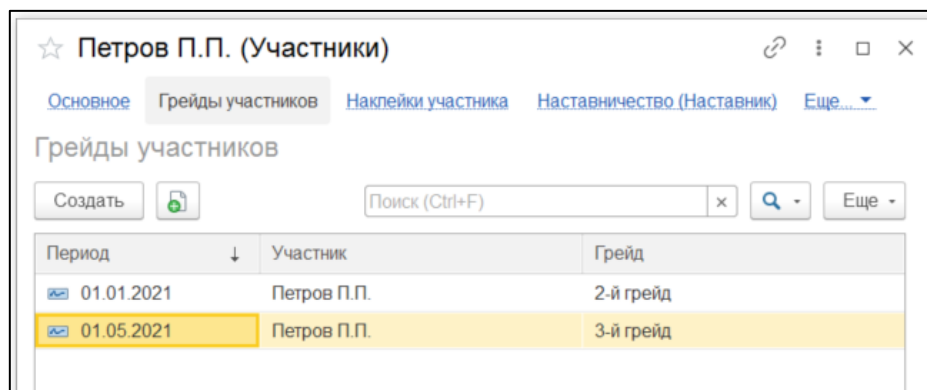 Петров П.П. (Участники)
Основное Грейды участников Наклейки участника Наставничество (Наставник) Еще...
Грейды участников
Создать Поиск (Ctrl+F) Еще
Период Участник Грейд
01.01.2021 Петров П.П. 2-й грейд
01.05.2021 Петров П.П. 3-й грейд